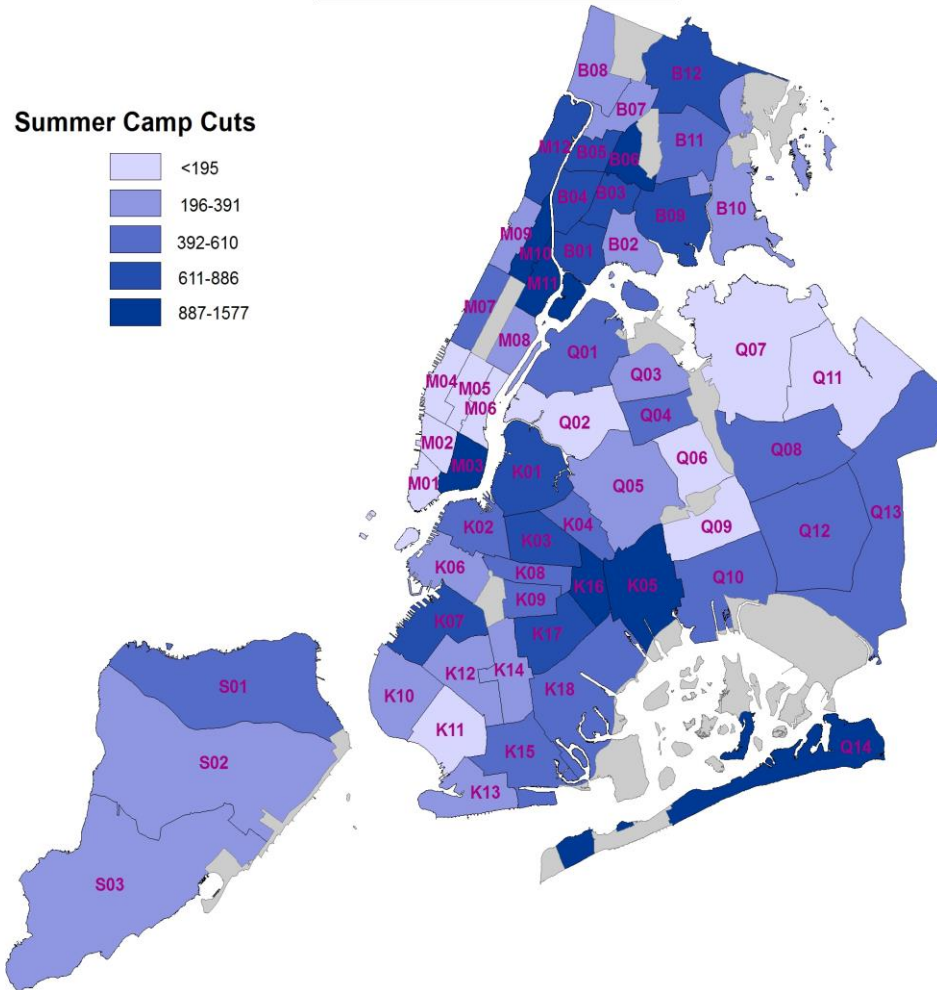 Summer Camp Cuts
<195
196-391
392-610
611-886
887-1577
B08
B12
B07
B11
M12
B05
B06
B04
B03
B09
B10
M09
M10
B01
B02
M11
M07
M08
Q01
Q07
Q03
Q11
M04
M05
M06
Q02
Q04
M02
Q06
Q08
M03
M01
K01
Q05
Q13
K02
K04
Q09
Q12
K03
K06
K08
K16
K05
Q10
K09
K07
K17
K12
K14
S01
K10
K18
K11
K15
Q14
S02
K13
S03